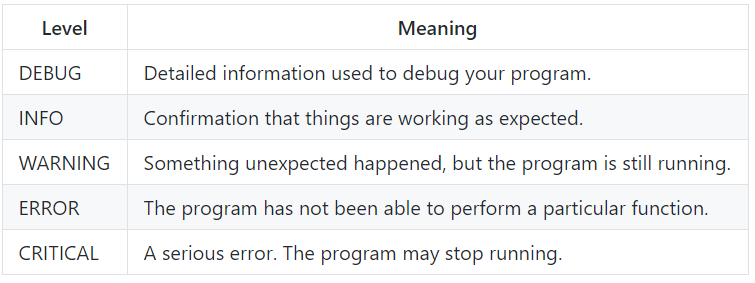 Level Meaning
DEBUG Detailed information used to debug your program.
INFO Confirmation that things are working as expected.
WARNING Something unexpected happened, but the program is still running.
ERROR The program has not been able to perform a particular function.
CRITICAL A serious error. The program may stop running.